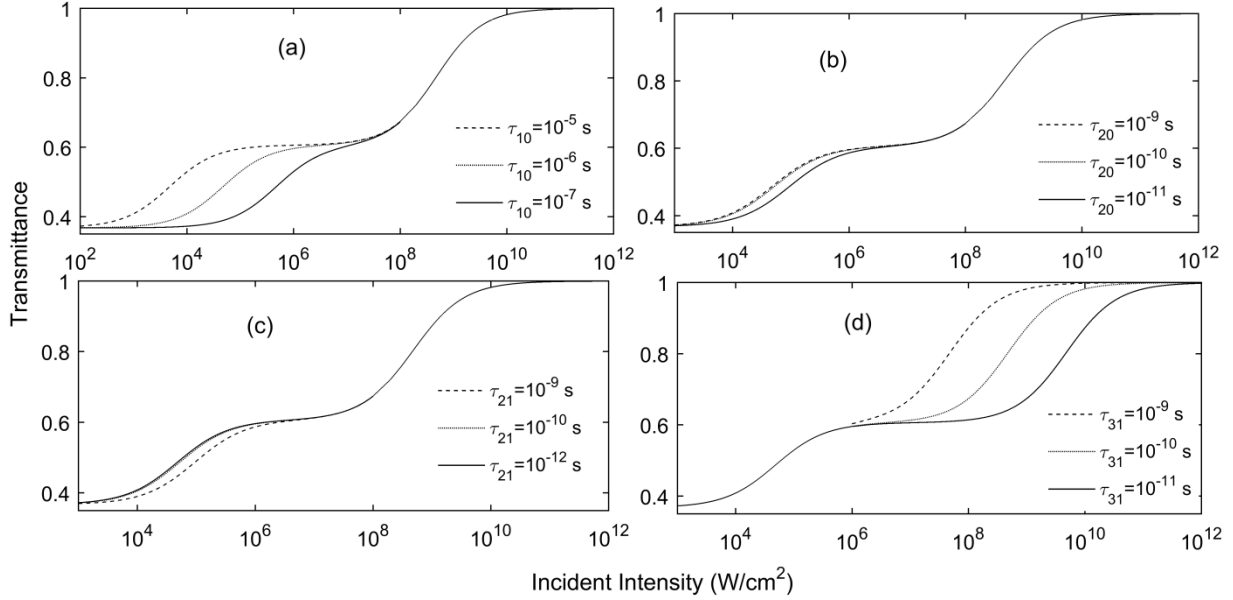 (a)
1
0.8
0.6
0.4
τ10=10-5 s
τ10=10-6 s
τ10=10-7 s
10^2 10^4 10^6 10^8 10^10 10^12
(b)
1
0.8
0.6
0.4
τ20=10^-9 s
τ20=10^-10 s
τ20=10^-11 s
10^4 10^6 10^8 10^10 10^12
Transmittance
(c)
1
0.8
0.6
0.4
τ21=10^-9 s
τ21=10^-10 s
τ21=10^-12 s
10^4 10^6 10^8 10^10 10^12
(d)
1
0.8
0.6
0.4
τ31=10^-9 s
τ31=10^-10 s
τ31=10^-11 s
10^4 10^6 10^8 10^10 10^12
Incident Intensity (W/cm^2)